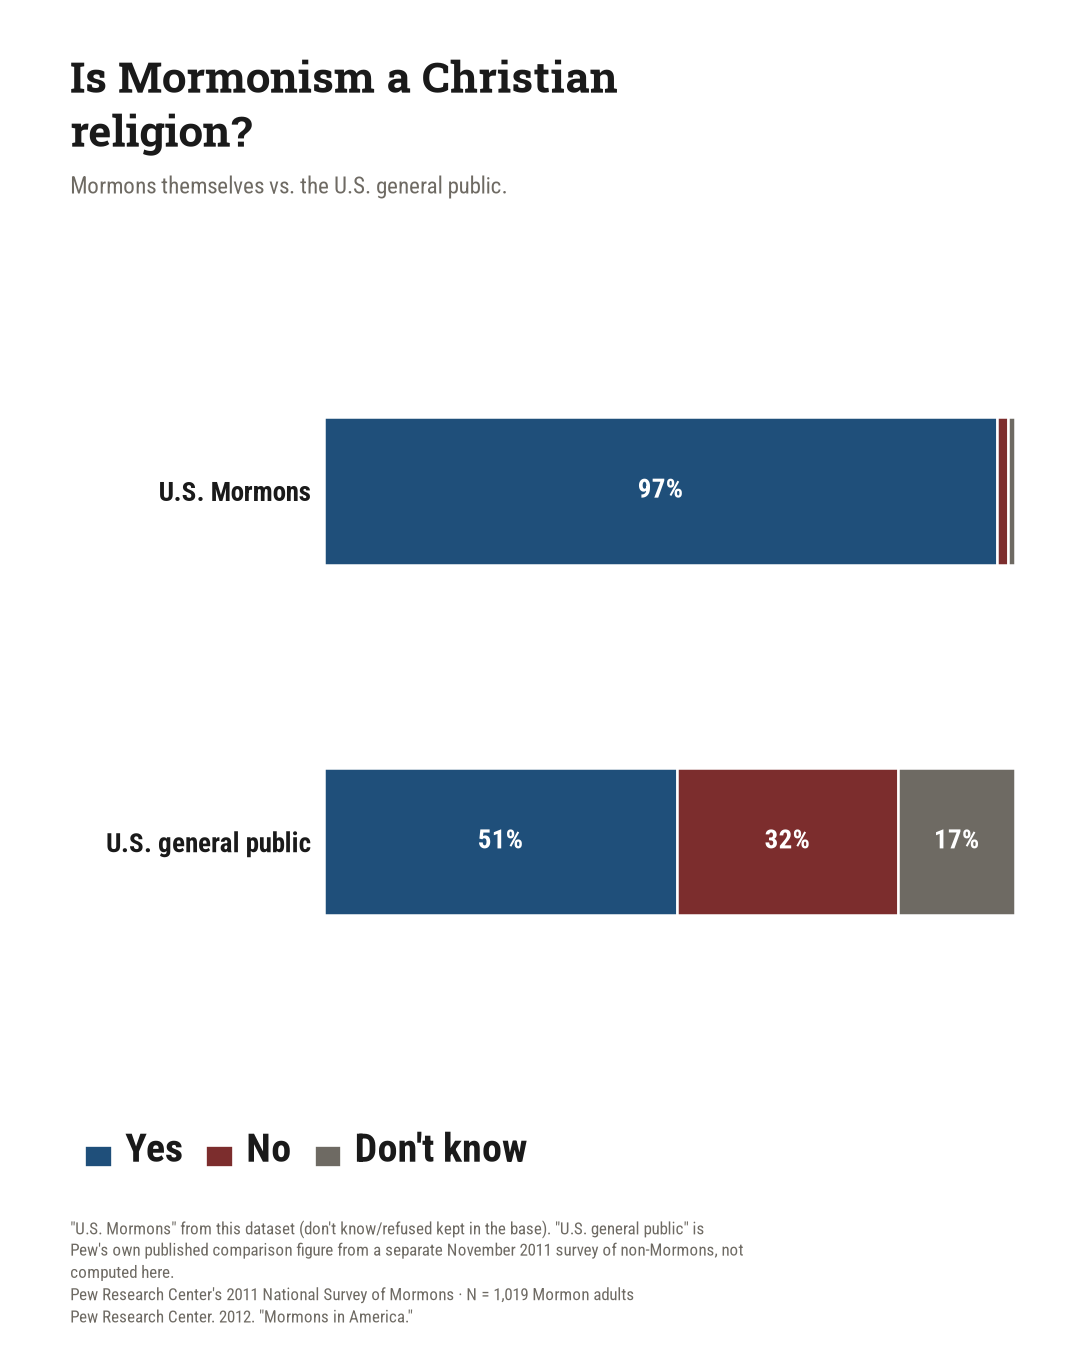 Is Mormonism a Christian
religion?
Mormons themselves vs. the U.S. general public.
U.S. Mormons
97%
U.S. general public
51%
32%
17%
Yes
No
Don't know
"U.S. Mormons" from this dataset (don't know/refused kept in the base). "U.S. general public" is
Pew's own published comparison figure from a separate November 2011 survey of non-Mormons, not
computed here.
Pew Research Center's 2011 National Survey of Mormons · N = 1,019 Mormon adults
Pew Research Center. 2012. "Mormons in America."